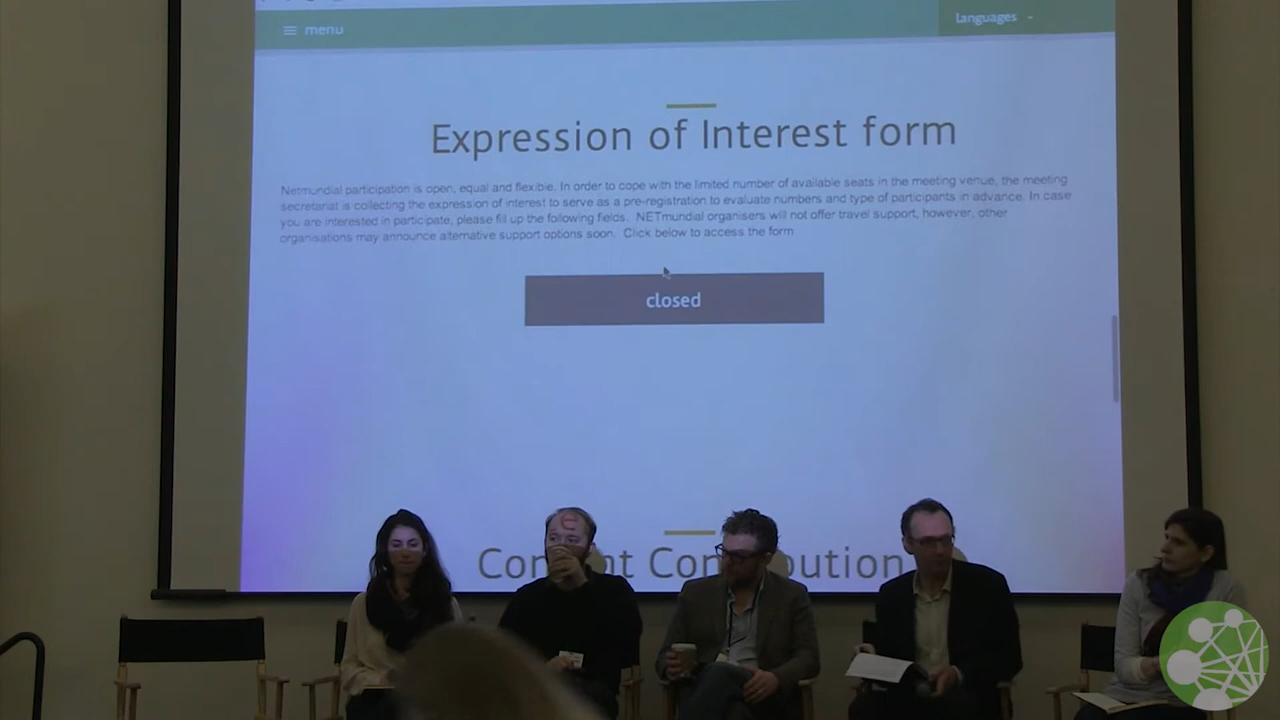 menu
Languages
Expression of Interest form
Netmundial participation is open, equal and flexible. In order to cope with the limited number of available seats in the meeting venue, the meeting
secretariat is collecting the expression of interest to serve as a pre-registration to evaluate numbers and type of participants in advance. In case
you are interested in participate, please fill up the following fields. NETmundial organisers will not offer travel support, however, other
organisations may announce alternative support options soon. Click below to access the form
closed